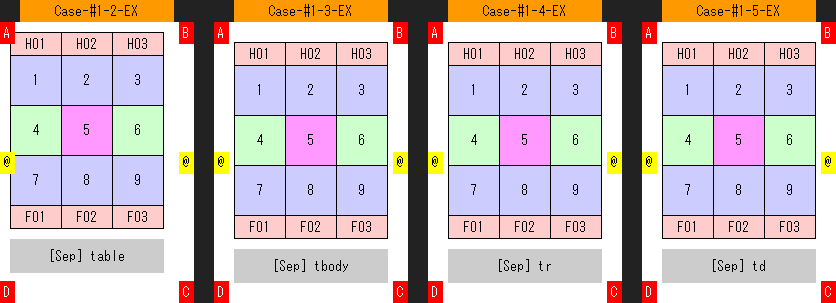 Case-#1-2-EX
A B
H01 H02 H03
1 2 3
4 5 6
@ @
7 8 9
F01 F02 F03
[Sep] table
D C
Case-#1-3-EX
A B
H01 H02 H03
1 2 3
4 5 6
@ @
7 8 9
F01 F02 F03
[Sep] tbody
D C
Case-#1-4-EX
A B
H01 H02 H03
1 2 3
4 5 6
@ @
7 8 9
F01 F02 F03
[Sep] tr
D C
Case-#1-5-EX
A B
H01 H02 H03
1 2 3
4 5 6
@ @
7 8 9
F01 F02 F03
[Sep] td
D C